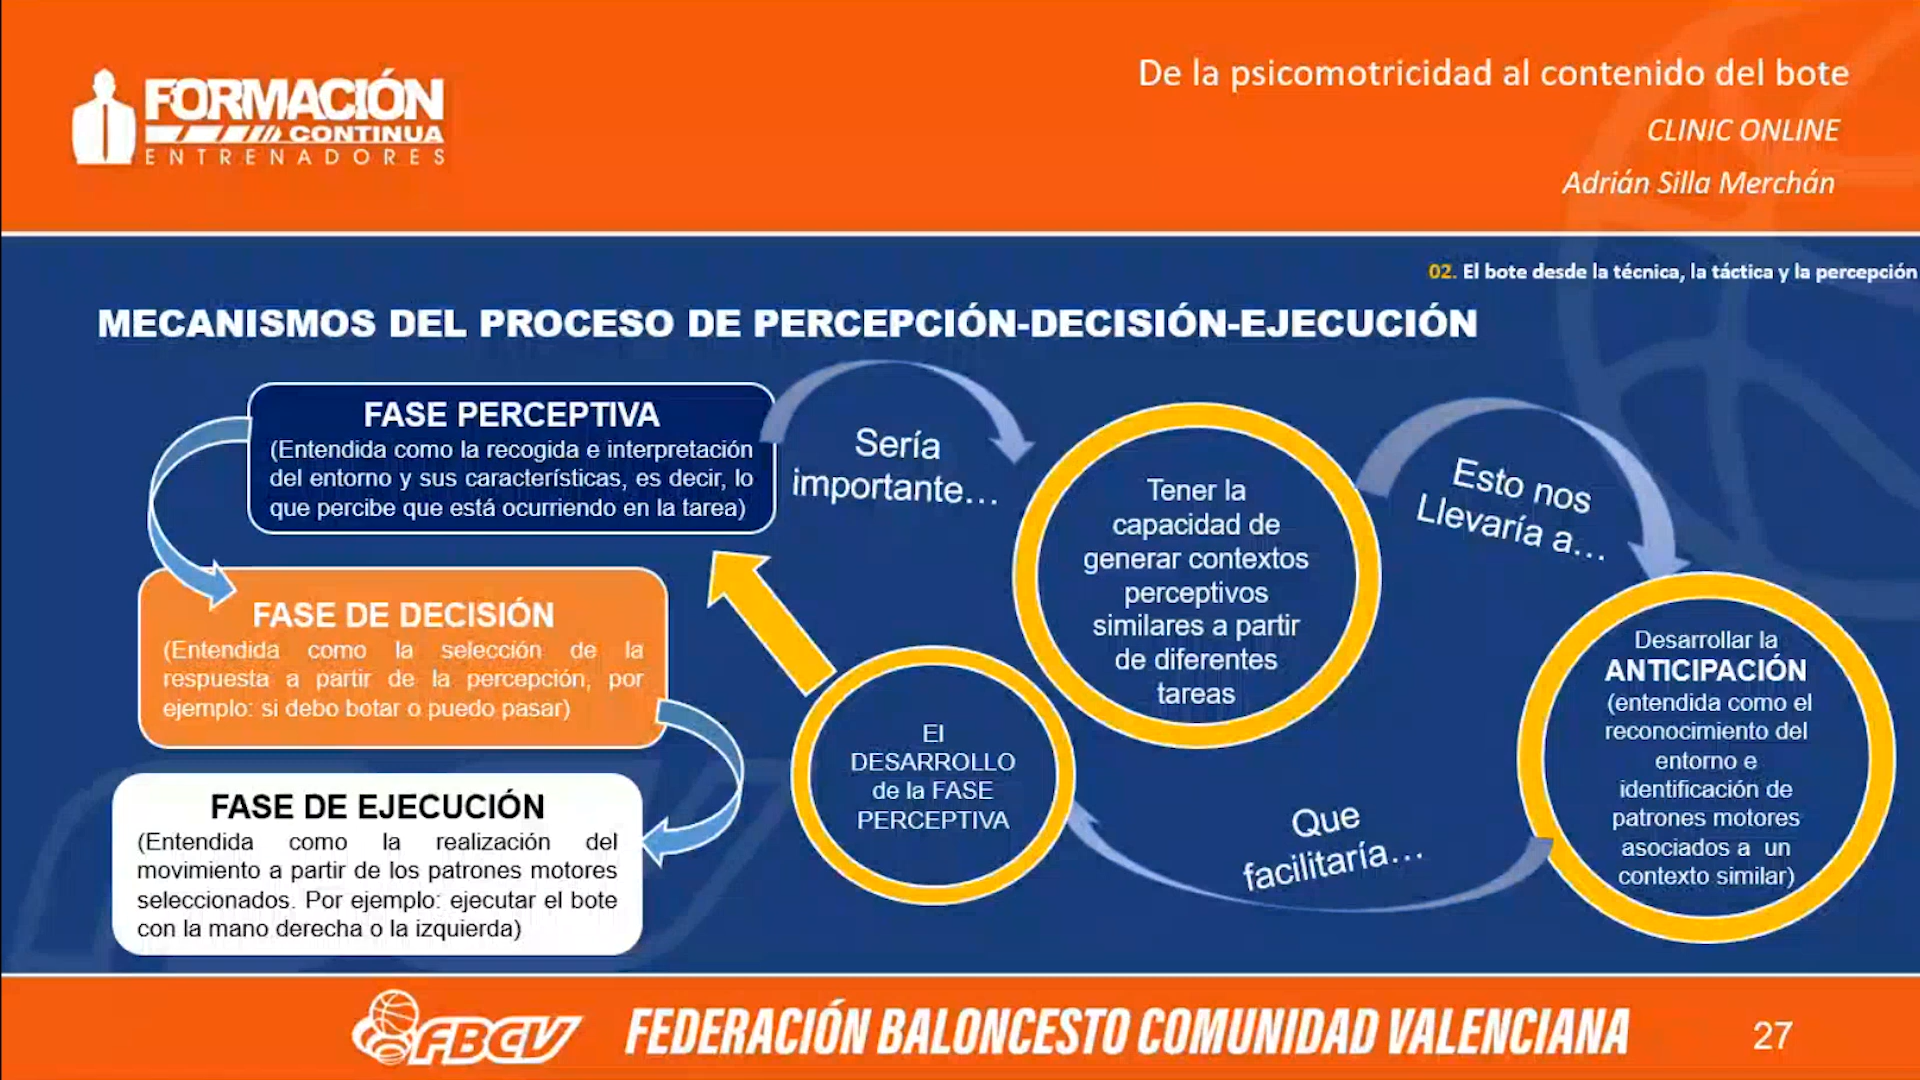 FORMACIÓN
CONTINUA
ENTRENADORES
De la psicomotricidad al contenido del bote
CLINIC ONLINE
Adrián Silla Merchán
02. El bote desde la técnica, la táctica y la percepción
MECANISMOS DEL PROCESO DE PERCEPCIÓN-DECISIÓN-EJECUCIÓN
FASE PERCEPTIVA
(Entendida como la recogida e interpretación
del entorno y sus características, es decir, lo
que percibe que está ocurriendo en la tarea)
FASE DE DECISIÓN
(Entendida como la selección de la
respuesta a partir de la percepción, por
ejemplo: si debo botar o puedo pasar)
FASE DE EJECUCIÓN
(Entendida como la realización del
movimiento a partir de los patrones motores
seleccionados. Por ejemplo: ejecutar el bote
con la mano derecha o la izquierda)
Sería
importante...
Tener la
capacidad de
generar contextos
perceptivos
similares a partir
de diferentes
tareas
Esto nos
Llevaría a...
Desarrollar la
ANTICIPACIÓN
(entendida como el
reconocimiento del
entorno e
identificación de
patrones motores
asociados a un
contexto similar)
Que
facilitaría...
El
DESARROLLO
de la FASE
PERCEPTIVA
FBCV
FEDERACIÓN BALONCESTO COMUNIDAD VALENCIANA
27